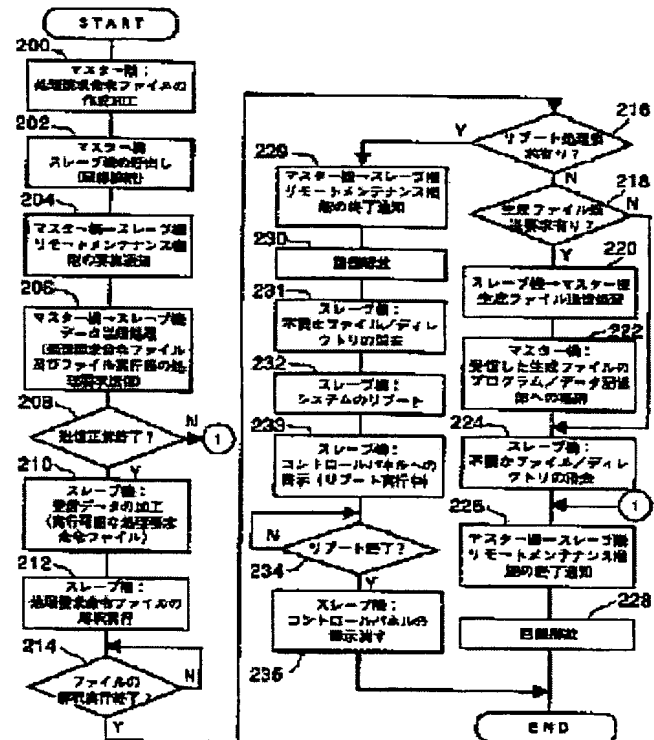 START
200
マスター機：
処理要求命令ファイルの
作成加工
202
マスター機
スレーブ機の呼出し
(回線接続)
204
マスター機→スレーブ機
リモートメンテナンス機
能の要求通知
206
マスター機→スレーブ機
データ送信処理
(処理要求命令ファイル
及びファイル実行部の処
理要求送信)
208
送信正常終了？
N
1
Y
210
スレーブ機：
受信データの加工
(実行可能な処理要求
命令ファイル)
212
スレーブ機：
処理要求命令ファイルの
解釈実行
214
ファイルの
解釈実行終了？
N
Y
216
リブート処理要
求有り？
Y
N
218
生成ファイル送
信要求有り？
N
Y
220
スレーブ機→マスター機
生成ファイル送信処理
222
マスター機：
受信した生成ファイルの
プログラム／データ記憶
部への格納
224
スレーブ機：
不要なファイル／ディレ
クトリの消去
1
226
マスター機→スレーブ機
リモートメンテナンス機
能の終了通知
228
回線解放
229
マスター機→スレーブ機
リモートメンテナンス機
能の終了通知
230
回線解放
231
スレーブ機：
不要なファイル／ディレ
クトリの消去
232
スレーブ機：
システムのリブート
233
スレーブ機：
コントロールパネルへの
表示（リブート実行中）
234
リブート終了？
N
Y
235
スレーブ機：
コントロールパネルの
表示消す
END